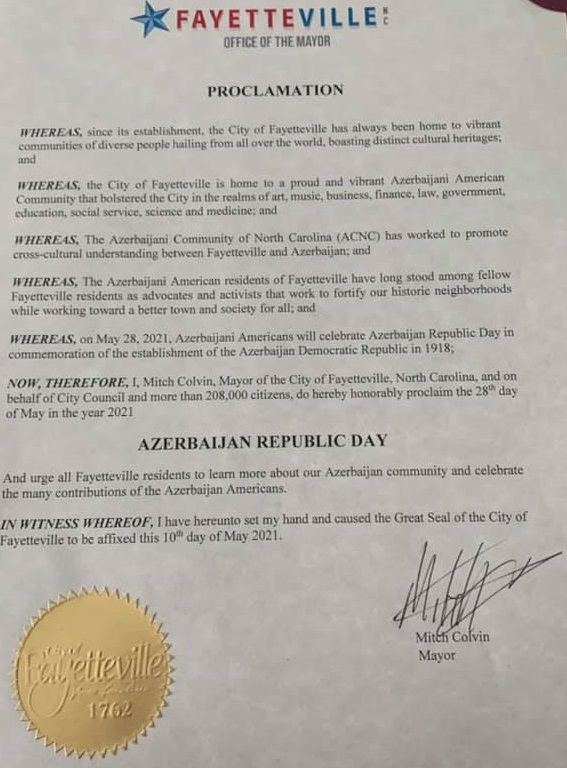 FAYETTEVILLE NC
OFFICE OF THE MAYOR
PROCLAMATION
WHEREAS, since its establishment, the City of Fayetteville has always been home to vibrant
communities of diverse people hailing from all over the world, boasting distinct cultural heritages;
and
WHEREAS, the City of Fayetteville is home to a proud and vibrant Azerbaijani American
Community that bolstered the City in the realms of art, music, business, finance, law, government,
education, social service, science and medicine; and
WHEREAS, The Azerbaijani Community of North Carolina (ACNC) has worked to promote
cross-cultural understanding between Fayetteville and Azerbaijan; and
WHEREAS, The Azerbaijani American residents of Fayetteville have long stood among fellow
Fayetteville residents as advocates and activists that work to fortify our historic neighborhoods
while working toward a better town and society for all; and
WHEREAS, on May 28, 2021, Azerbaijani Americans will celebrate Azerbaijan Republic Day in
commemoration of the establishment of the Azerbaijan Democratic Republic in 1918;
NOW, THEREFORE, I, Mitch Colvin, Mayor of the City of Fayetteville, North Carolina, and on
behalf of City Council and more than 208,000 citizens, do hereby honorably proclaim the 28th day
of May in the year 2021
AZERBAIJAN REPUBLIC DAY
And urge all Fayetteville residents to learn more about our Azerbaijan community and celebrate
the many contributions of the Azerbaijan Americans.
IN WITNESS WHEREOF, I have hereunto set my hand and caused the Great Seal of the City of
Fayetteville to be affixed this 10th day of May 2021.
Mitch Colvin
Mayor
City of
Fayetteville
North Carolina
1762